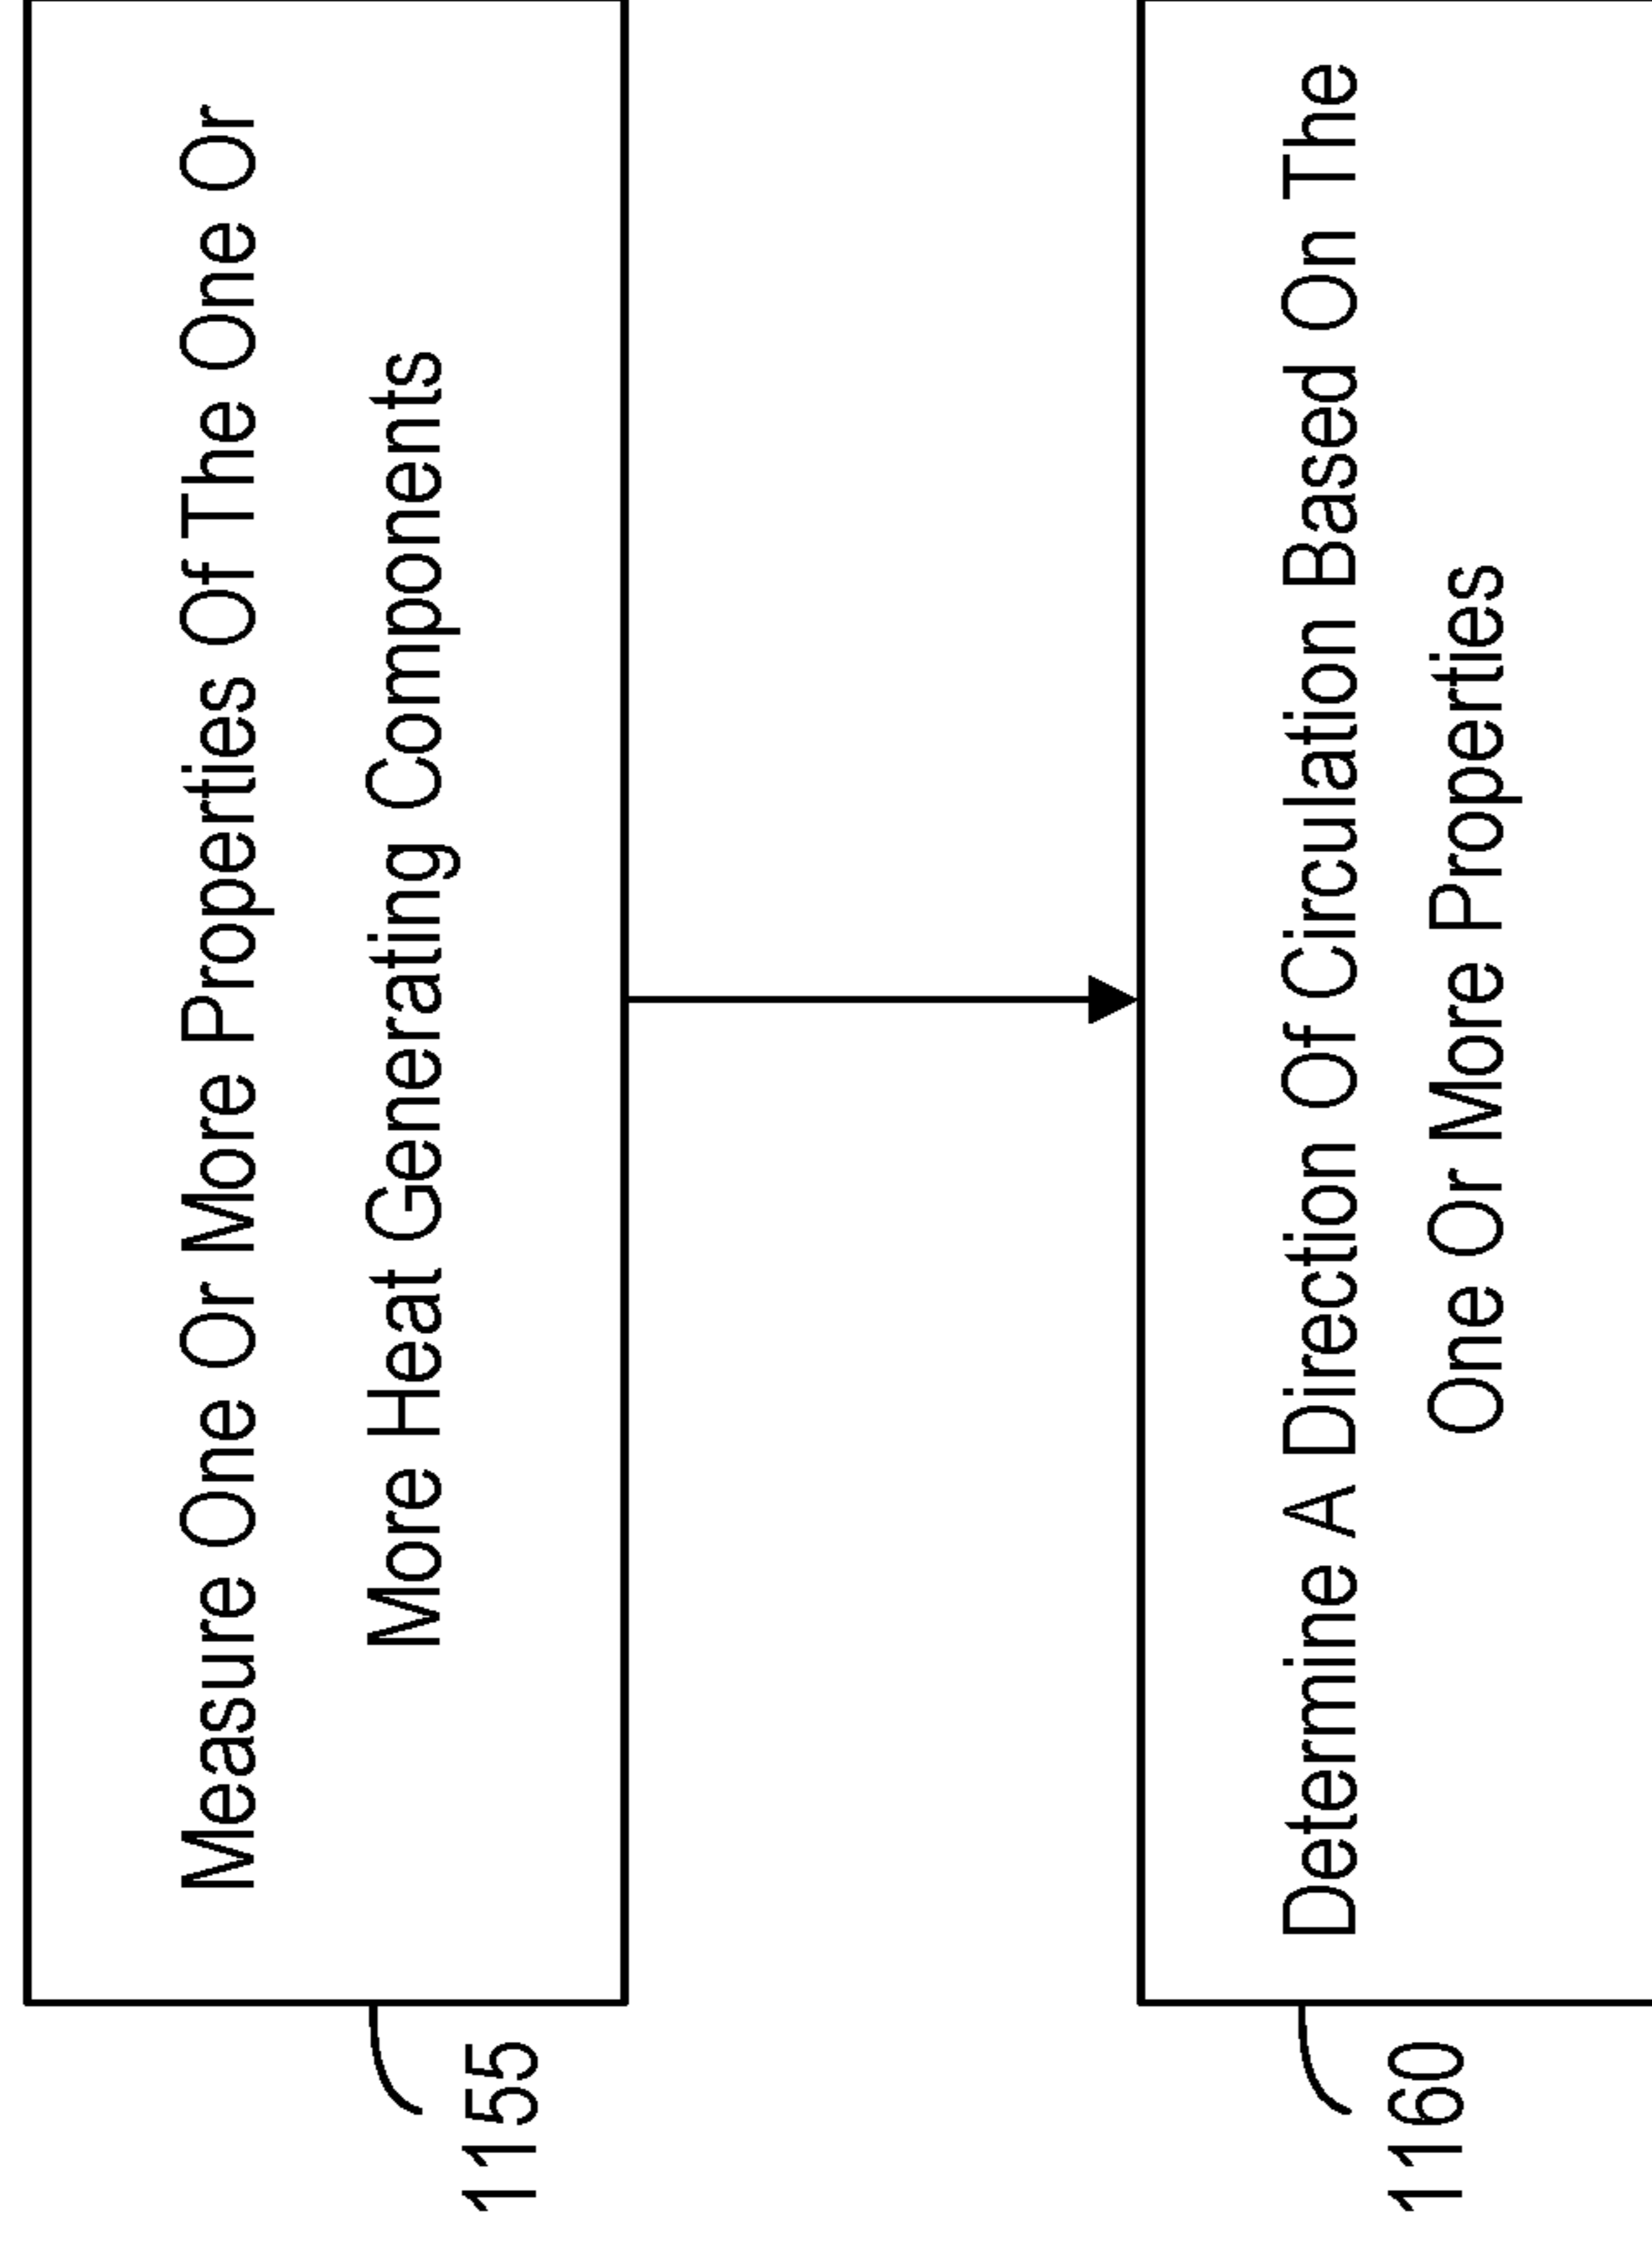 Measure One Or More Properties Of The One Or
More Heat Generating Components
1155
Determine A Direction Of Circulation Based On The
One Or More Properties
1160